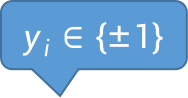 yᵢ ∈ {±1}